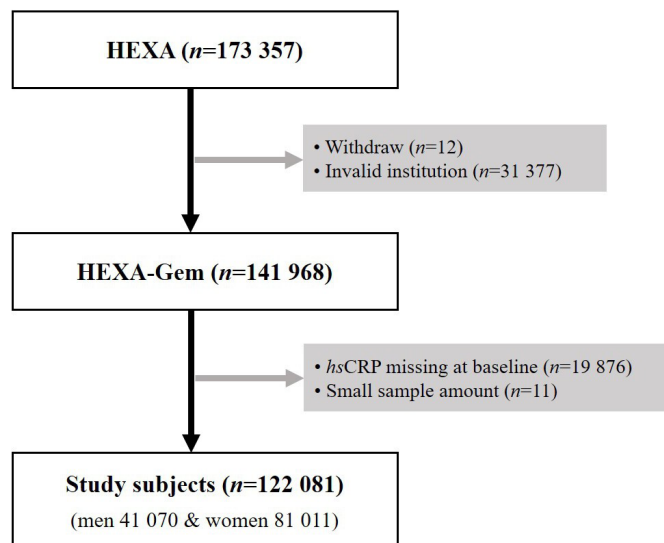 HEXA (n=173 357)
• Withdraw (n=12)
• Invalid institution (n=31 377)
HEXA-Gem (n=141 968)
• hsCRP missing at baseline (n=19 876)
• Small sample amount (n=11)
Study subjects (n=122 081)
(men 41 070 & women 81 011)